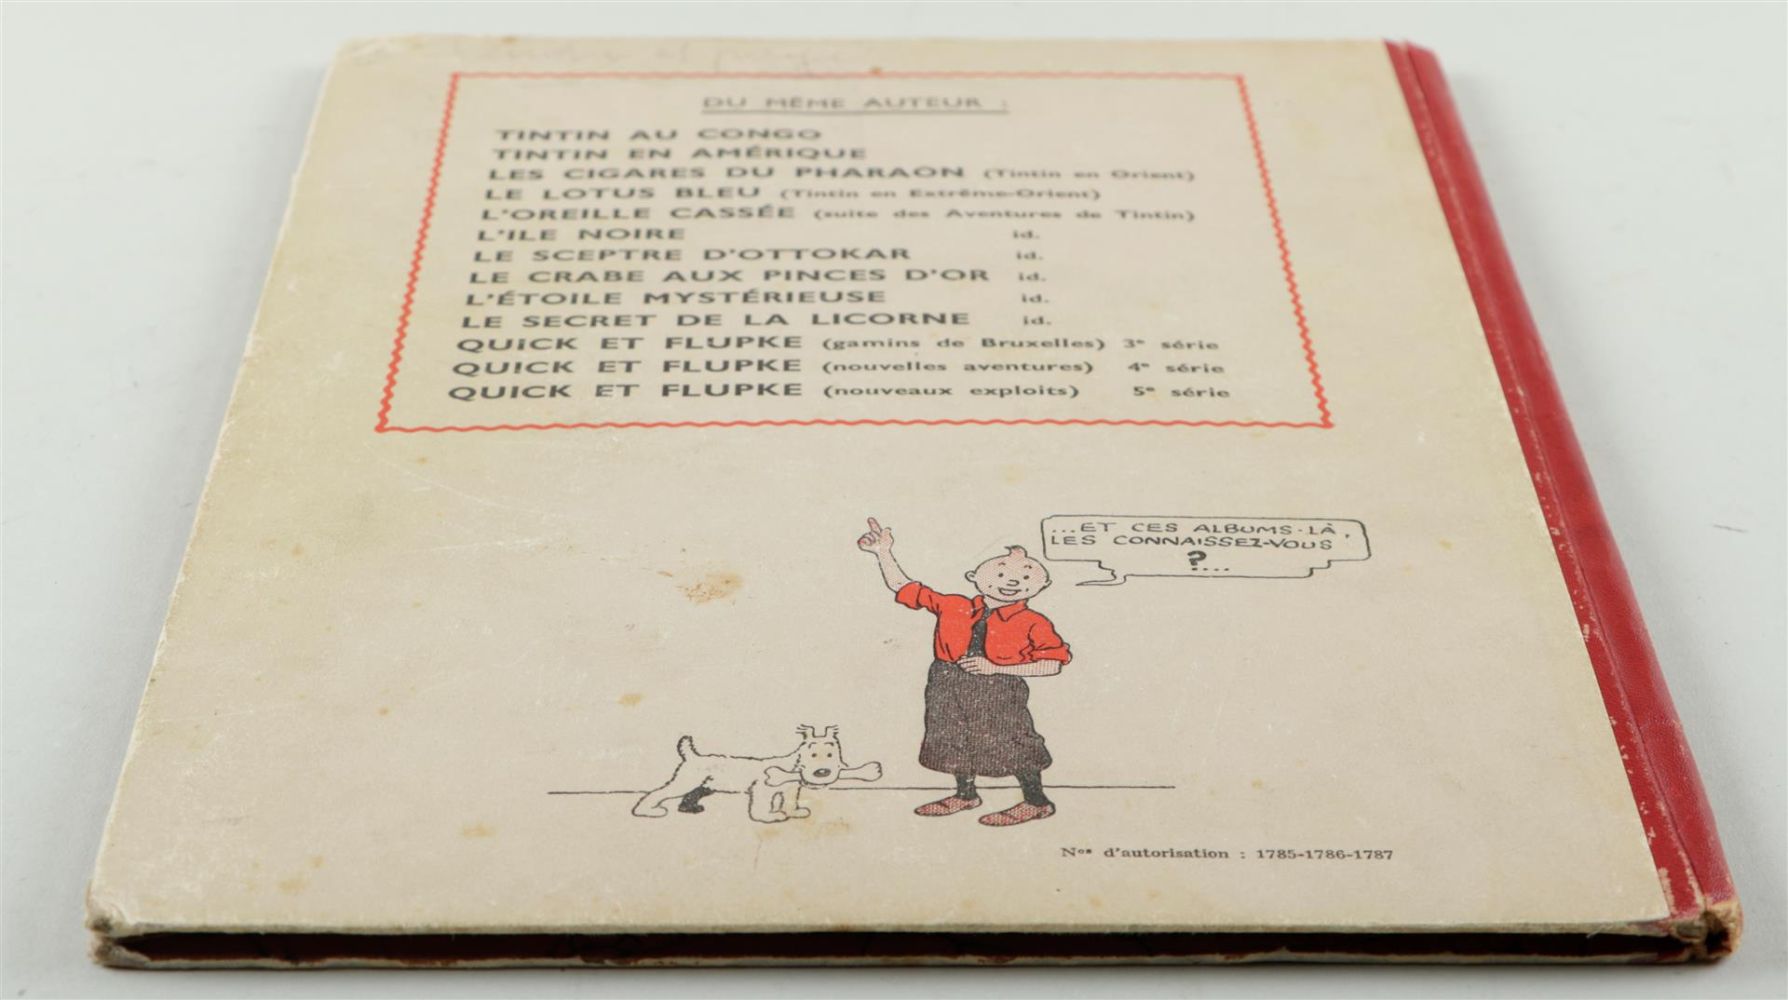 DU MÊME AUTEUR :
TINTIN AU CONGO
TINTIN EN AMÉRIQUE
LES CIGARES DU PHARAON (Tintin en Orient)
LE LOTUS BLEU (Tintin en Extrême-Orient)
L'OREILLE CASSÉE (suite des Aventures de Tintin)
L'ILE NOIRE id.
LE SCEPTRE D'OTTOKAR id.
LE CRABE AUX PINCES D'OR id.
L'ÉTOILE MYSTÉRIEUSE id.
LE SECRET DE LA LICORNE id.
QUICK ET FLUPKE (gamins de Bruxelles) 3e série
QUICK ET FLUPKE (nouvelles aventures) 4e série
QUICK ET FLUPKE (nouveaux exploits) 5e série
...ET CES ALBUMS-LÀ,
LES CONNAISSEZ-VOUS
?...
Nos d'autorisation : 1785-1786-1787